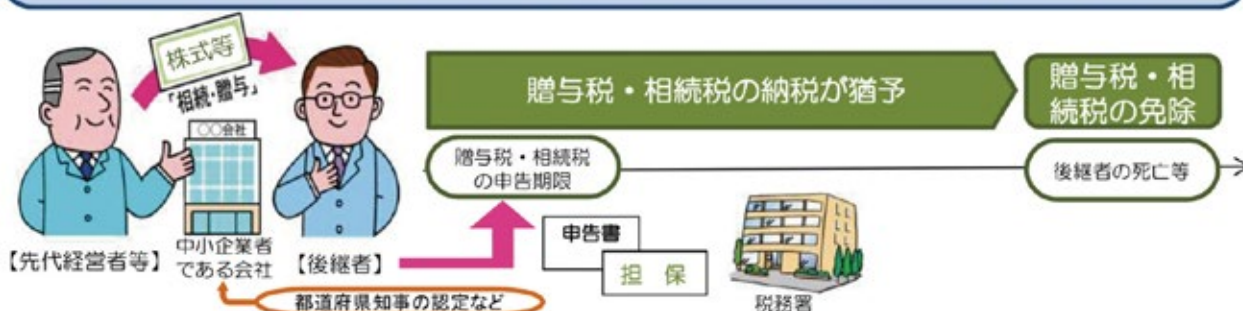 株式等
「相続・贈与」
〇〇会社
【先代経営者等】
中小企業者
である会社
【後継者】
都道府県知事の認定など
贈与税・相続税の納税が猶予
贈与税・相
続税の免除
贈与税・相続税
の申告期限
後継者の死亡等
申告書
担 保
税務署